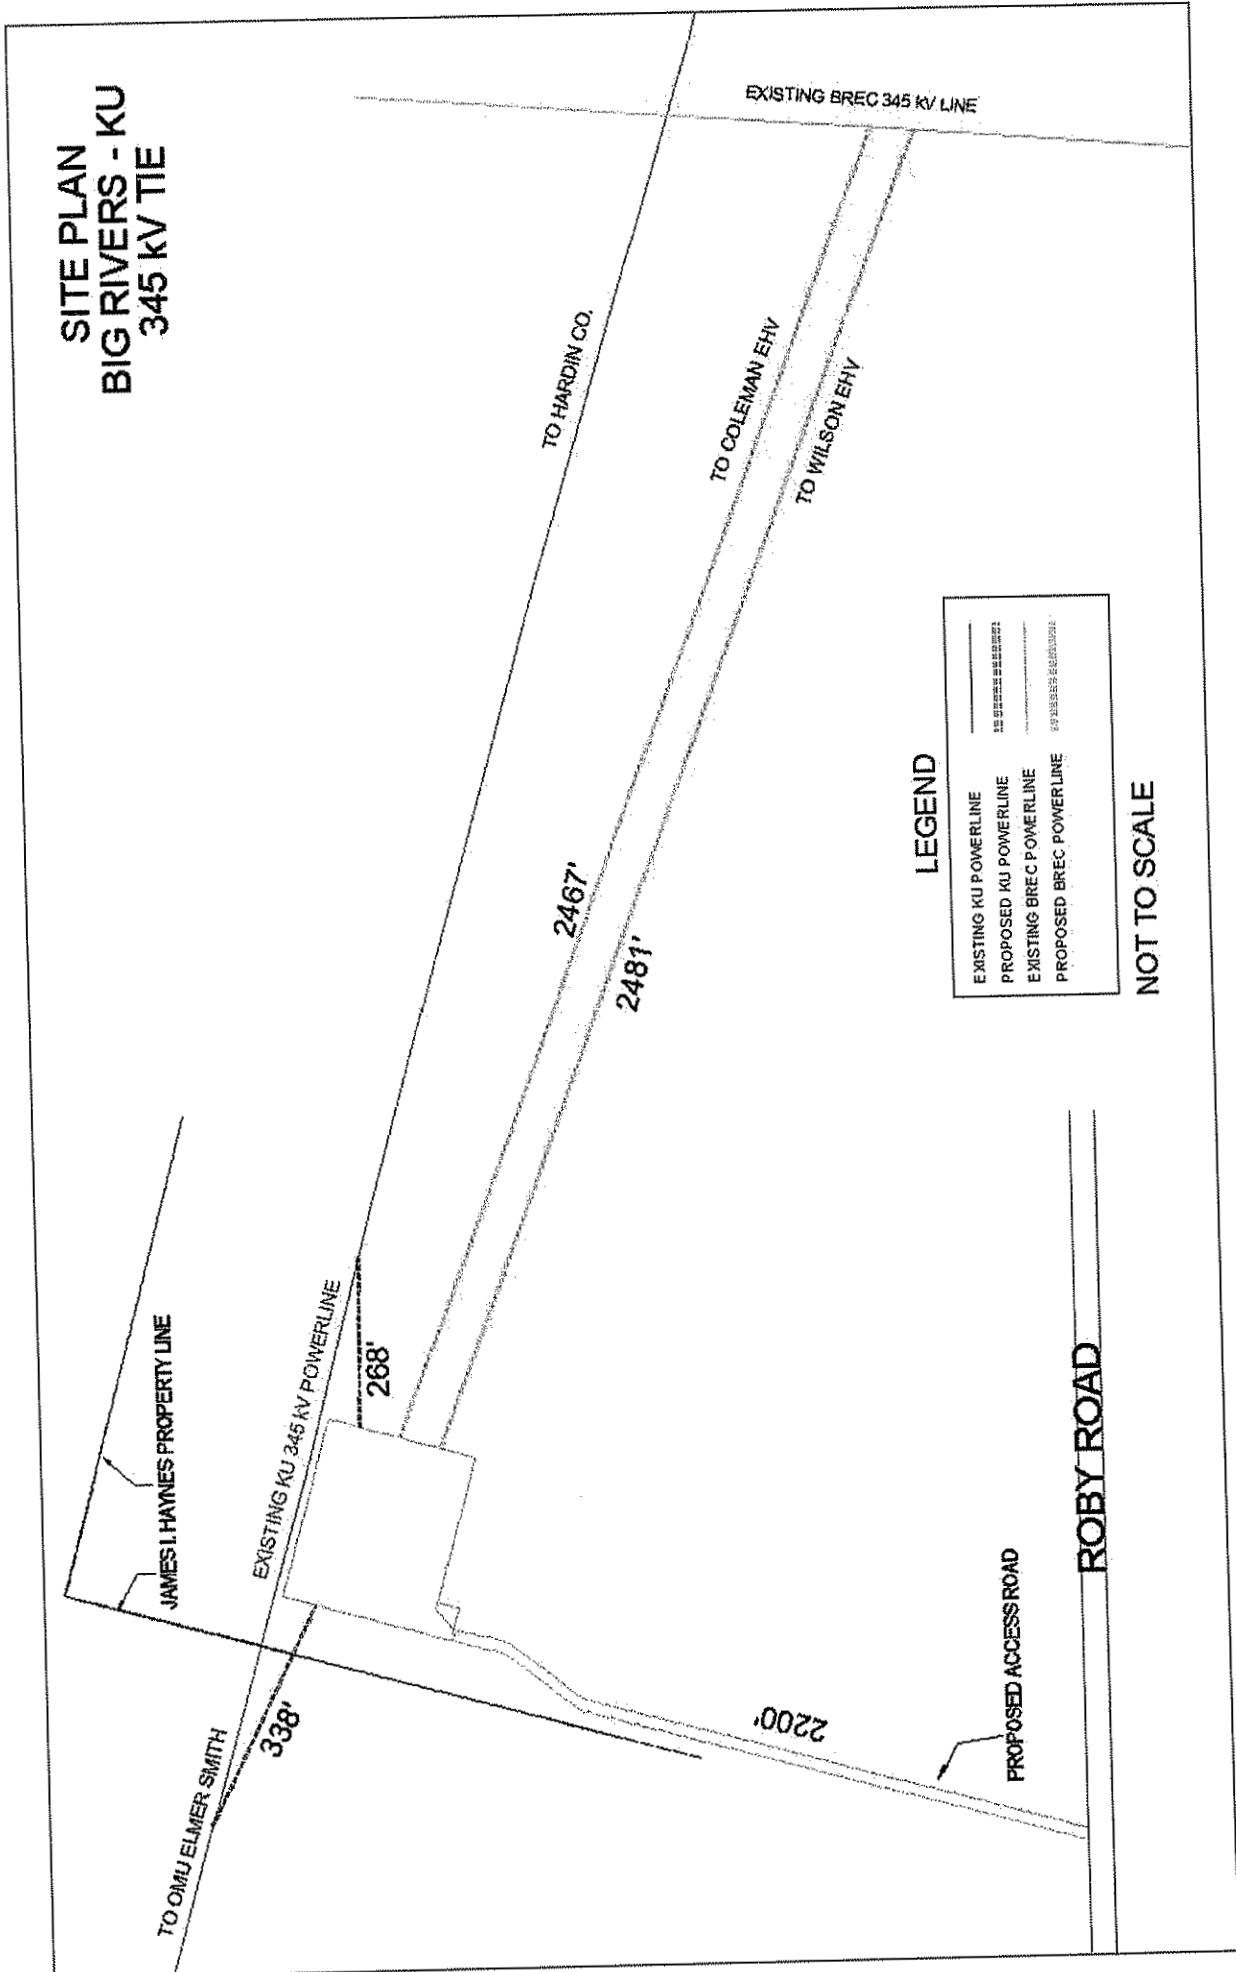 SITE PLAN
BIG RIVERS - KU
345 kV TIE
EXISTING BREC 345 kV LINE
TO HARDIN CO.
TO COLEMAN EHV
TO WILSON EHV
2467'
2481'
JAMES I. HAYNES PROPERTY LINE
EXISTING KU 345 kV POWERLINE
268'
338'
TO OMU ELMER SMITH
2200'
PROPOSED ACCESS ROAD
ROBY ROAD
LEGEND
EXISTING KU POWERLINE
PROPOSED KU POWERLINE
EXISTING BREC POWERLINE
PROPOSED BREC POWERLINE
NOT TO SCALE